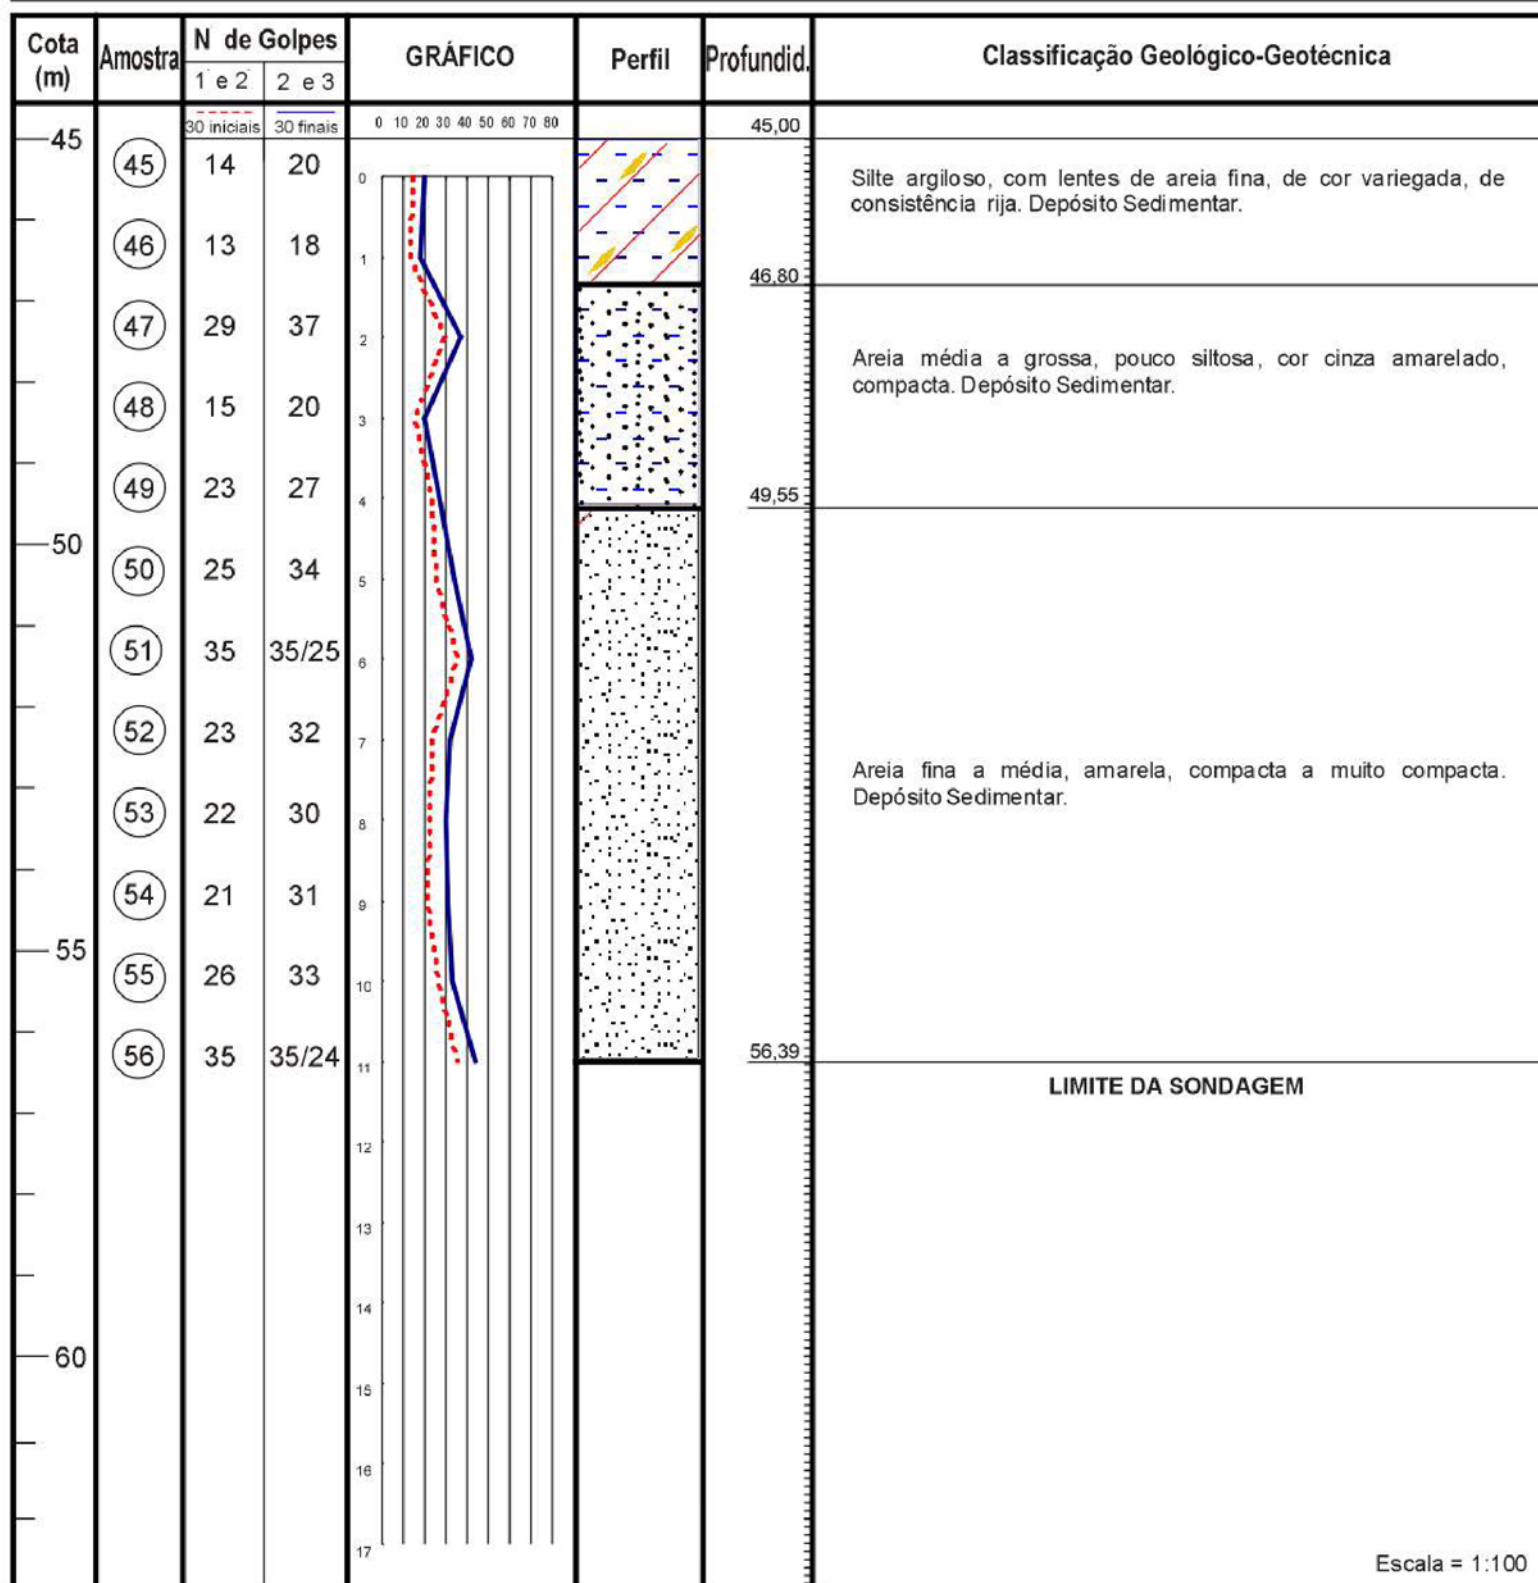 Cota (m) Amostra N de Golpes GRÁFICO Perfil Profundid. Classificação Geológico-Geotécnica
1 e 2 2 e 3
30 iniciais 30 finais 0 10 20 30 40 50 60 70 80
45 45,00
45 14 20 0
Silte argiloso, com lentes de areia fina, de cor variegada, de
consistência rija. Depósito Sedimentar.
46 13 18 1
46,80
47 29 37 2
Areia média a grossa, pouco siltosa, cor cinza amarelado,
compacta. Depósito Sedimentar.
48 15 20 3
49 23 27 4
49,55
50
50 25 34 5
51 35 35/25 6
52 23 32 7
Areia fina a média, amarela, compacta a muito compacta.
Depósito Sedimentar.
53 22 30 8
54 21 31 9
55
55 26 33 10
56 35 35/24 11
56,39
LIMITE DA SONDAGEM
12
13
14
60
15
16
17
Escala = 1:100